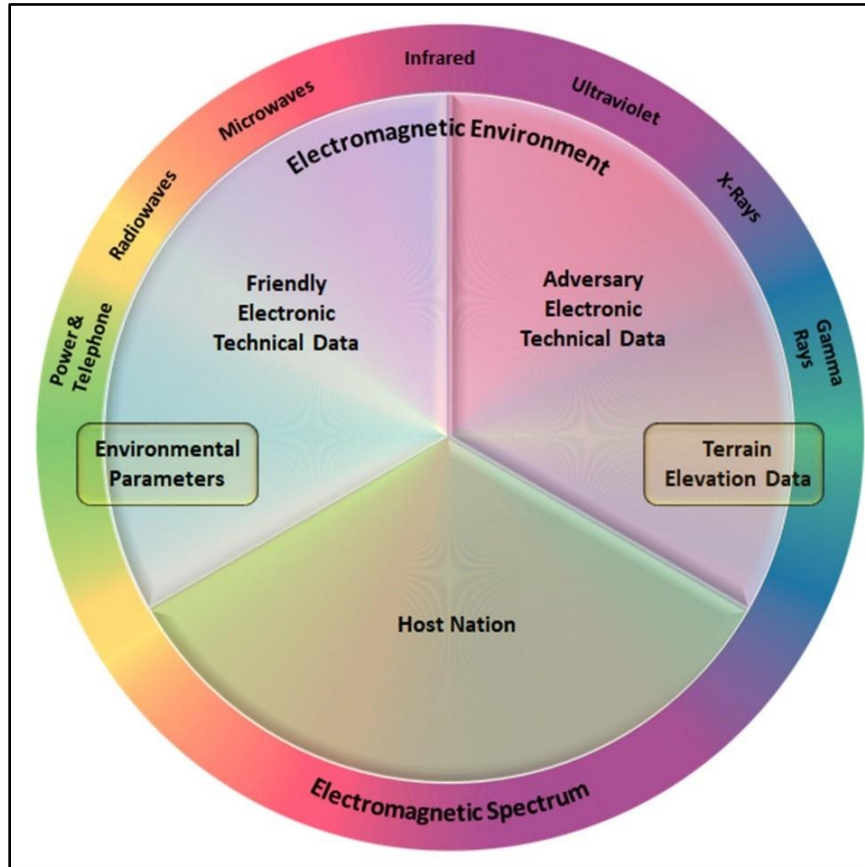 Infrared
Microwaves
Ultraviolet
Radiowaves
X-Rays
Power &
Telephone
Gamma
Rays
Electromagnetic Environment
Friendly
Electronic
Technical Data
Adversary
Electronic
Technical Data
Environmental
Parameters
Terrain
Elevation Data
Host Nation
Electromagnetic Spectrum